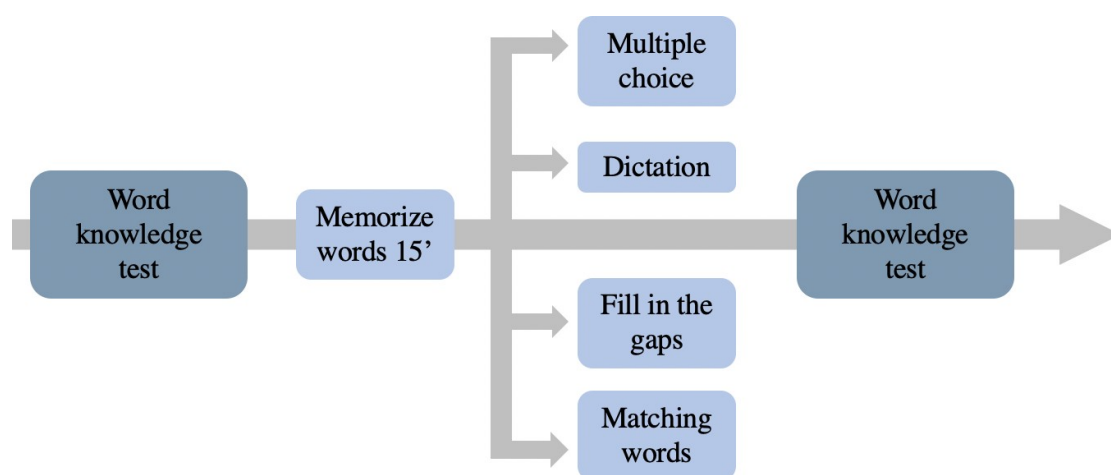 Word
knowledge
test
Memorize
words 15’
Multiple
choice
Dictation
Fill in the
gaps
Matching
words
Word
knowledge
test